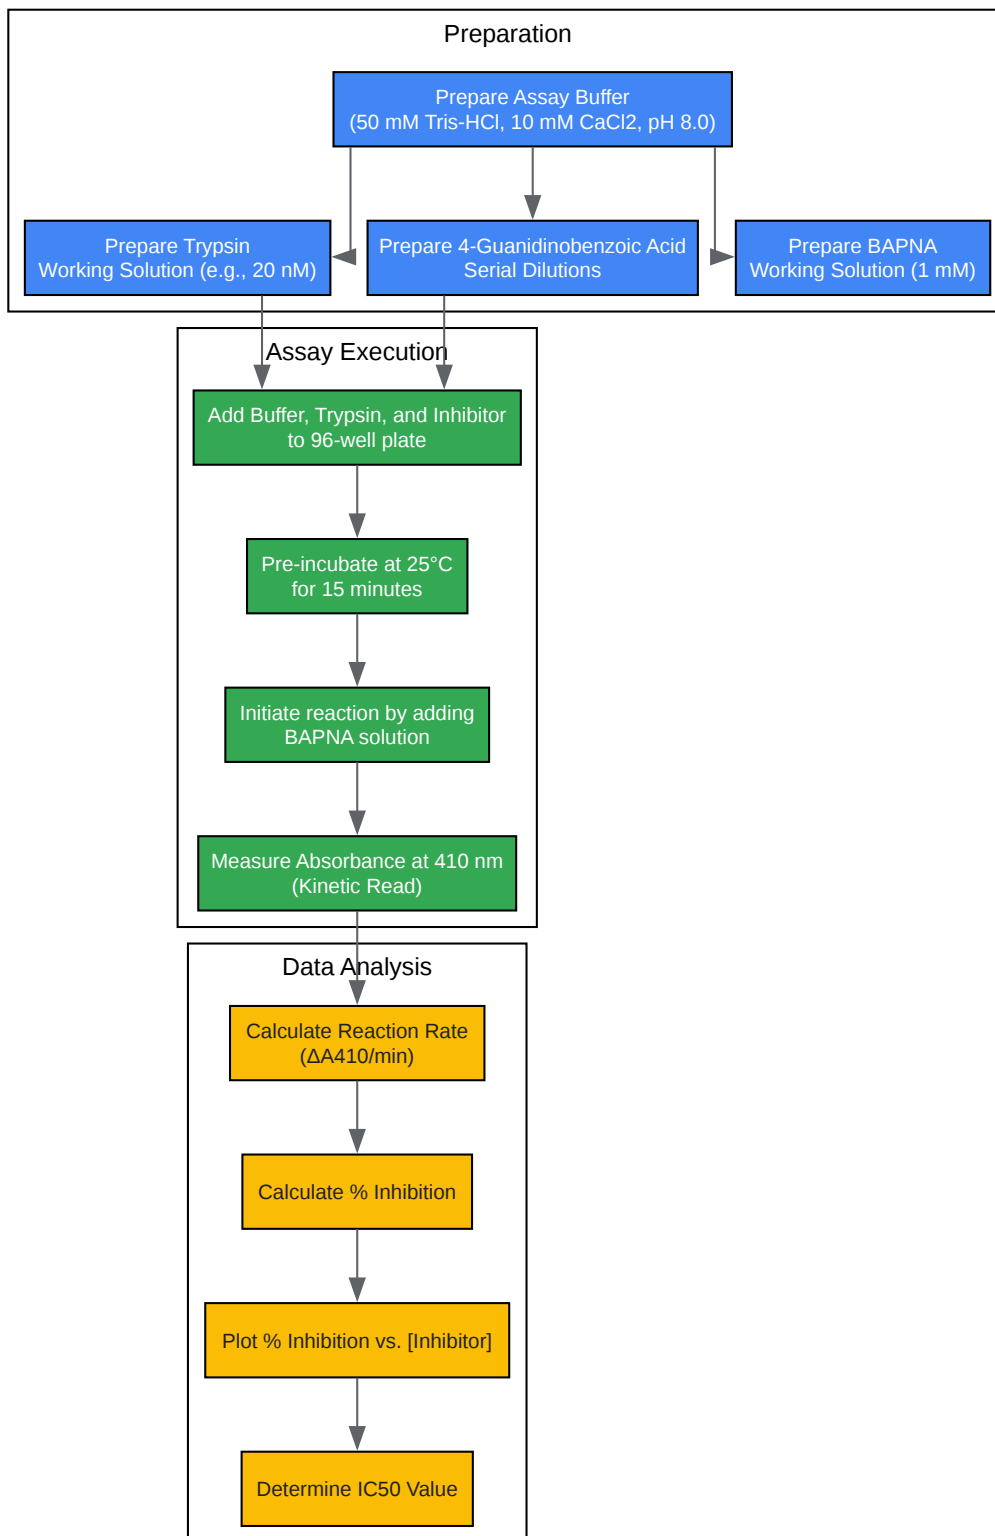 Preparation
Prepare Assay Buffer
(50 mM Tris-HCl, 10 mM CaCl2, pH 8.0)
Prepare Trypsin
Working Solution (e.g., 20 nM)
Prepare 4-Guanidinobenzoic Acid
Serial Dilutions
Prepare BAPNA
Working Solution (1 mM)
Assay Execution
Add Buffer, Trypsin, and Inhibitor
to 96-well plate
Pre-incubate at 25°C
for 15 minutes
Initiate reaction by adding
BAPNA solution
Measure Absorbance at 410 nm
(Kinetic Read)
Data Analysis
Calculate Reaction Rate
(ΔA410/min)
Calculate % Inhibition
Plot % Inhibition vs. [Inhibitor]
Determine IC50 Value